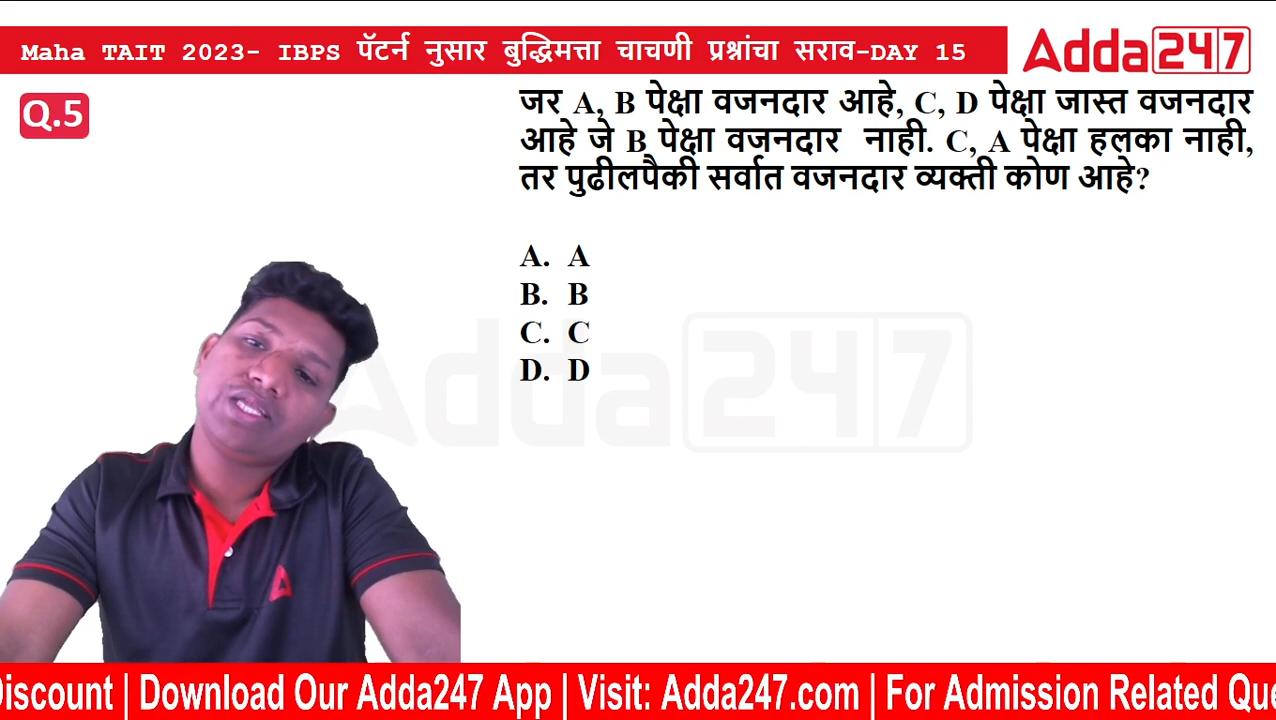 Maha TAIT 2023- IBPS पॅटर्न नुसार बुद्धिमत्ता चाचणी प्रश्नांचा सराव-DAY 15
Adda247
Q.5
जर A, B पेक्षा वजनदार आहे, C, D पेक्षा जास्त वजनदार
आहे जे B पेक्षा वजनदार नाही. C, A पेक्षा हलका नाही,
तर पुढीलपैकी सर्वात वजनदार व्यक्ती कोण आहे?
A. A
B. B
C. C
D. D
Adda247
Discount | Download Our Adda247 App | Visit: Adda247.com | For Admission Related Que